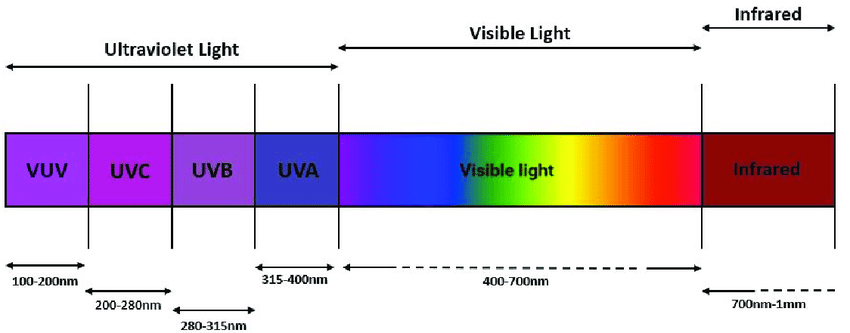 Infrared
Visible Light
Ultraviolet Light
VUV
UVC
UVB
UVA
Visible light
Infrared
100-200nm
200-280nm
280-315nm
315-400nm
400-700nm
700nm-1mm